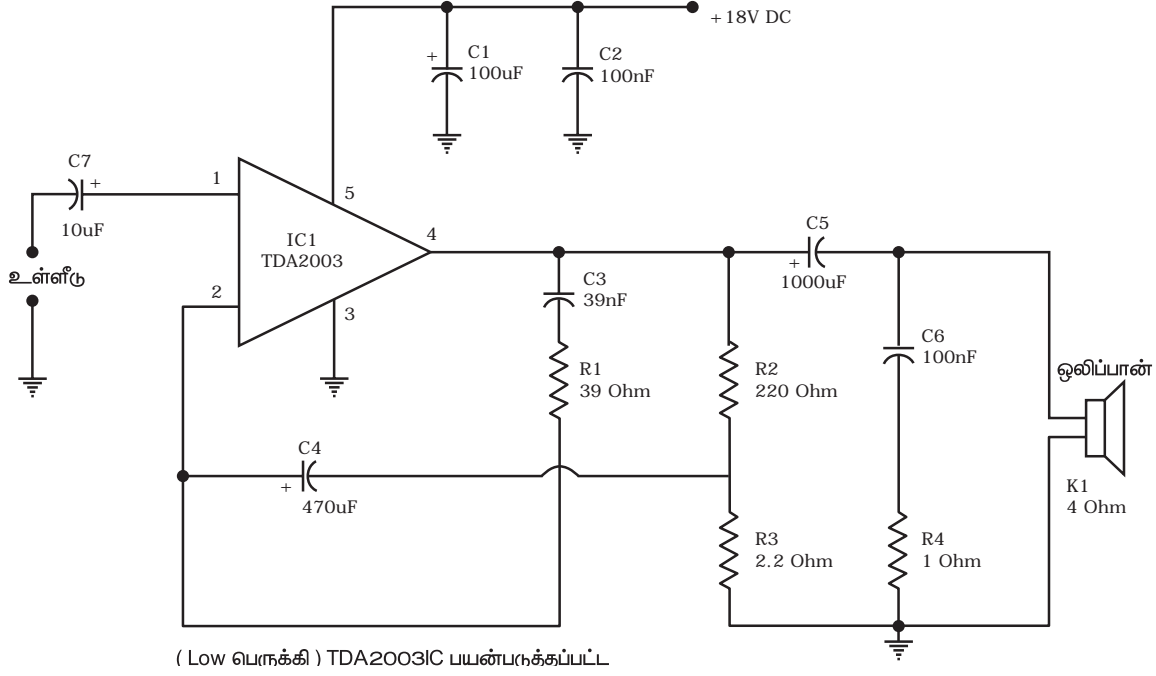 +18V DC
C1
100uF
+
C2
100nF
C7
+
10uF
1
5
IC1
TDA2003
4
C5
+
1000uF
உள்ளீடு
2
3
C3
39nF
C6
100nF
R1
39 Ohm
R2
220 Ohm
ஒலிப்பான்
C4
+
470uF
K1
4 Ohm
R3
2.2 Ohm
R4
1 Ohm
( Low பெருக்கி ) TDA2003IC பயன்படுத்தப்பட்ட